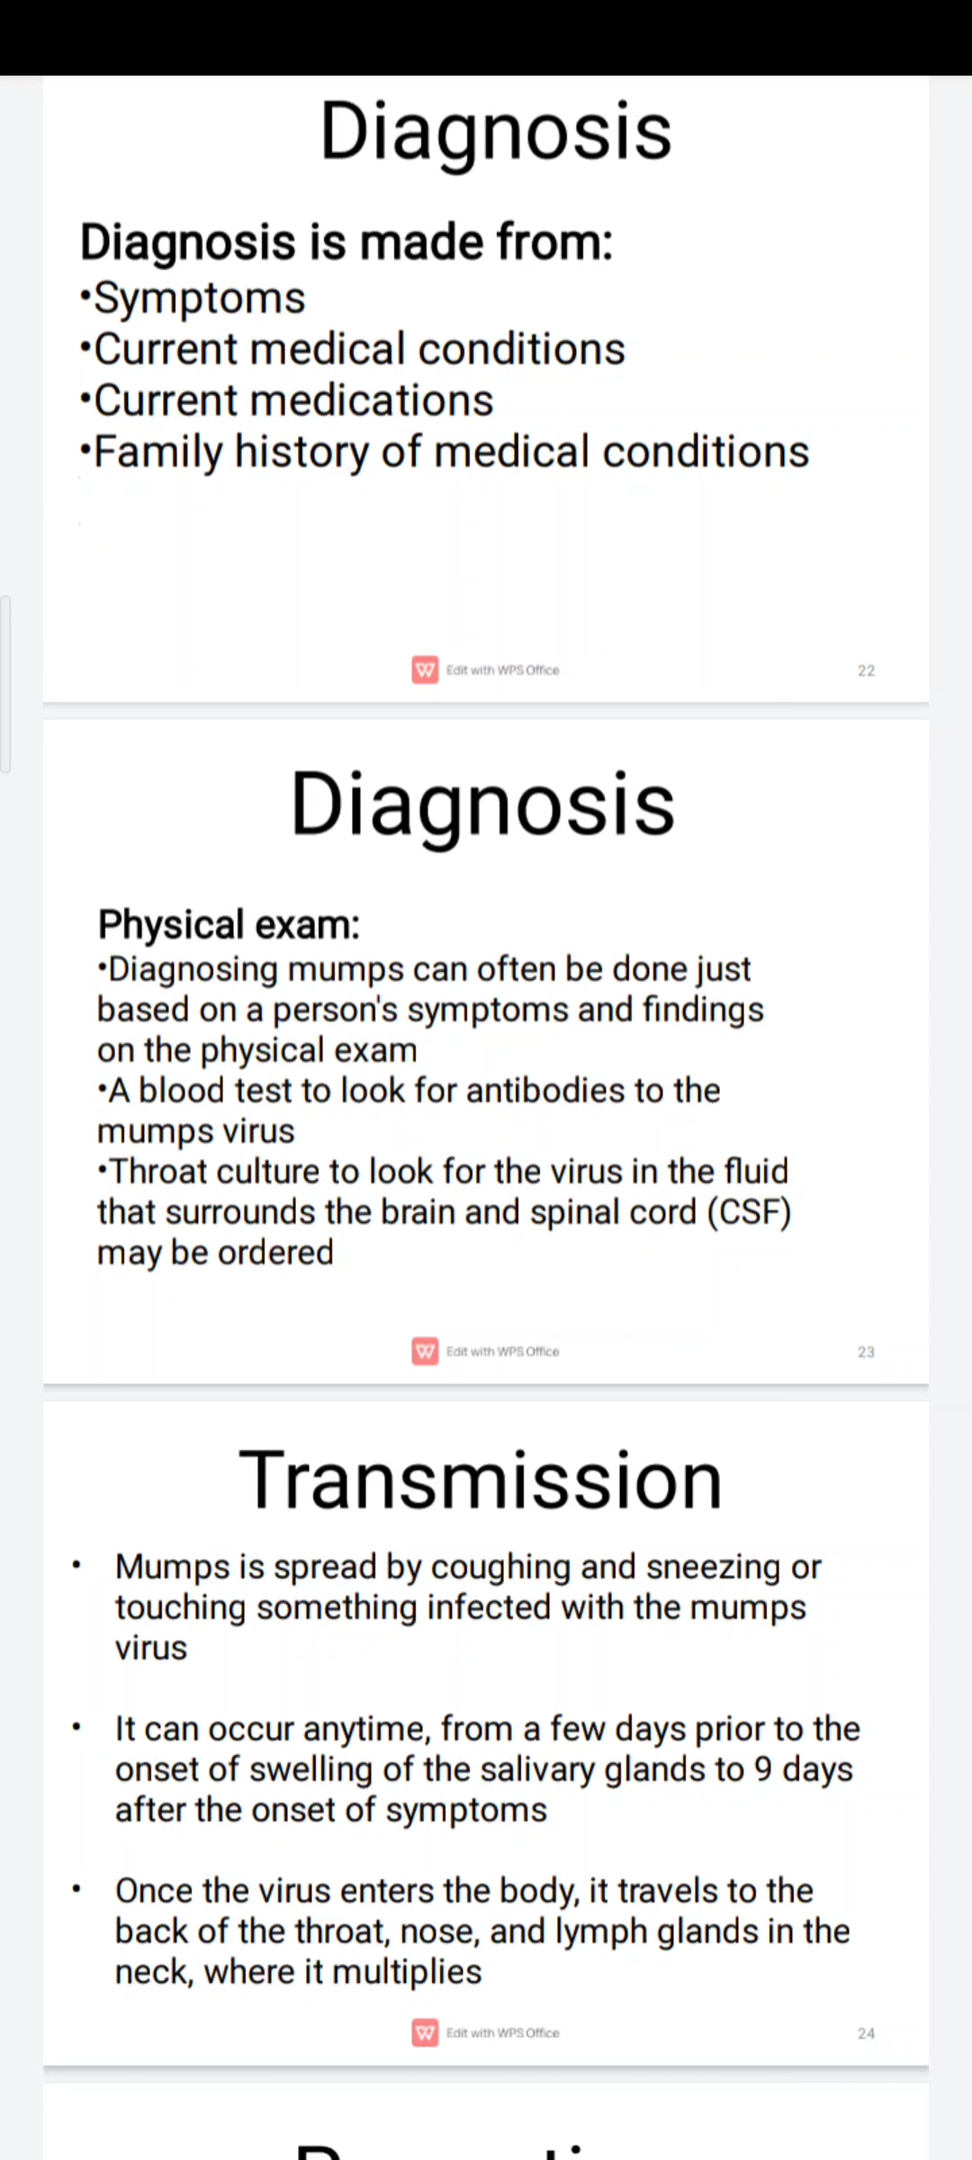 Diagnosis
Diagnosis is made from:
•Symptoms
•Current medical conditions
•Current medications
•Family history of medical conditions
Edit with WPS Office
22
Diagnosis
Physical exam:
•Diagnosing mumps can often be done just
based on a person's symptoms and findings
on the physical exam
•A blood test to look for antibodies to the
mumps virus
•Throat culture to look for the virus in the fluid
that surrounds the brain and spinal cord (CSF)
may be ordered
Edit with WPS Office
23
Transmission
• Mumps is spread by coughing and sneezing or
touching something infected with the mumps
virus
• It can occur anytime, from a few days prior to the
onset of swelling of the salivary glands to 9 days
after the onset of symptoms
• Once the virus enters the body, it travels to the
back of the throat, nose, and lymph glands in the
neck, where it multiplies
Edit with WPS Office
24